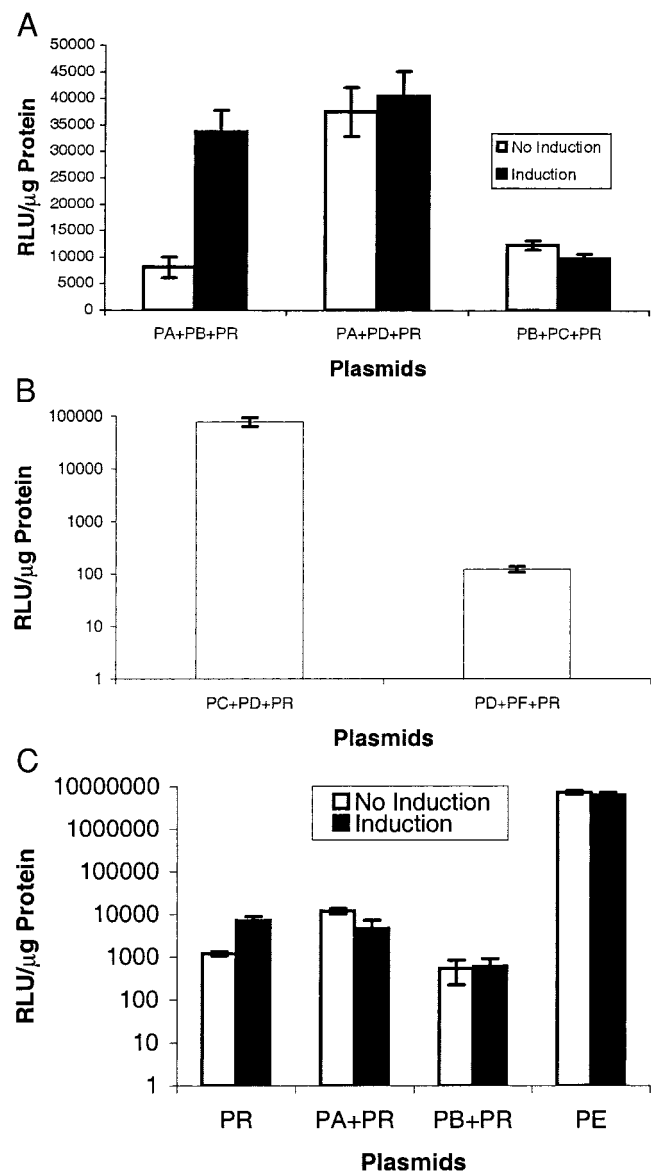 A
50000
45000
40000
35000
30000
25000
20000
15000
10000
5000
0
RLU/μg Protein
No Induction
Induction
PA+PB+PR PA+PD+PR PB+PC+PR
Plasmids
B
100000
10000
1000
100
10
1
RLU/μg Protein
PC+PD+PR PD+PF+PR
Plasmids
C
10000000
1000000
100000
10000
1000
100
10
1
RLU/μg Protein
No Induction
Induction
PR PA+PR PB+PR PE
Plasmids